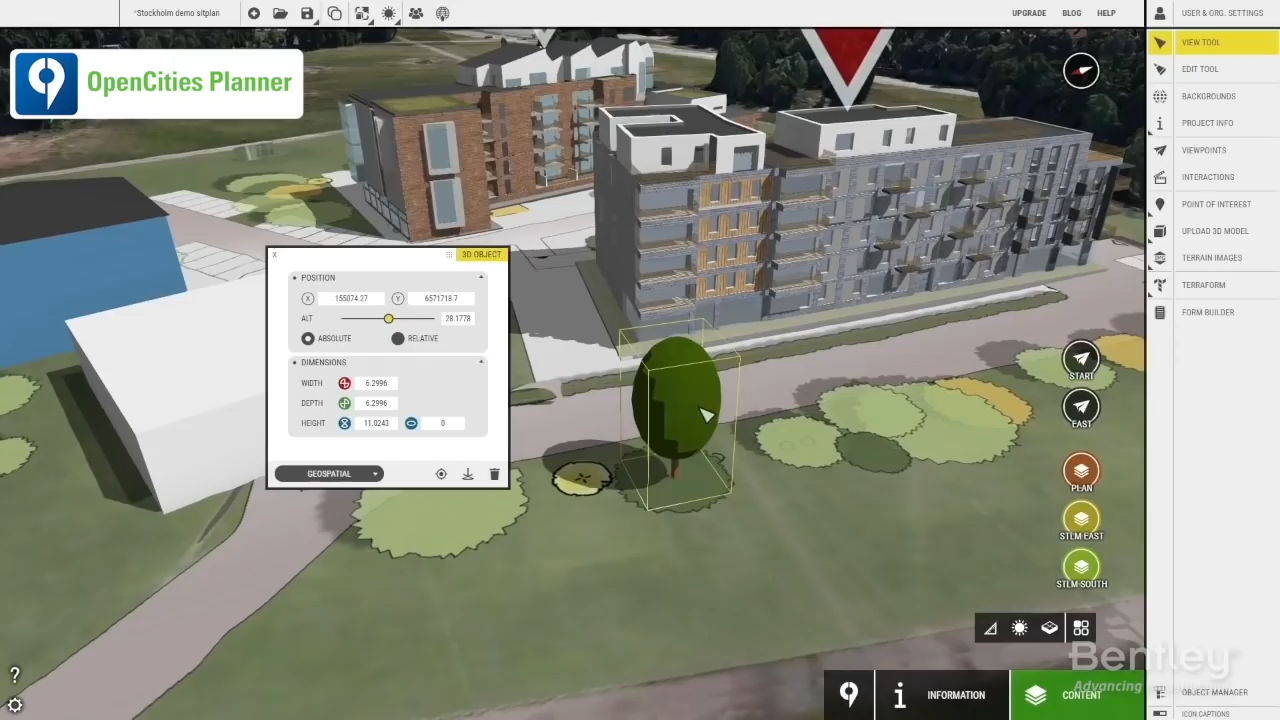 *Stockholm demo sitplan
UPGRADE BLOG HELP
USER & ORG. SETTINGS
OpenCities Planner
VIEW TOOL
EDIT TOOL
BACKGROUNDS
PROJECT INFO
VIEWPOINTS
INTERACTIONS
POINT OF INTEREST
UPLOAD 3D MODEL
TERRAIN IMAGES
TERRAFORM
FORM BUILDER
X 3D OBJECT
POSITION
X 155074.27 Y 6571718.7
ALT 28.1778
ABSOLUTE RELATIVE
DIMENSIONS
WIDTH 6.2996
DEPTH 6.2996
HEIGHT 11.0243 0
GEOSPATIAL
START
EAST
PLAN
STLM EAST
STLM SOUTH
Bentley
Advancing
?
i INFORMATION CONTENT
OBJECT MANAGER
ICON CAPTIONS